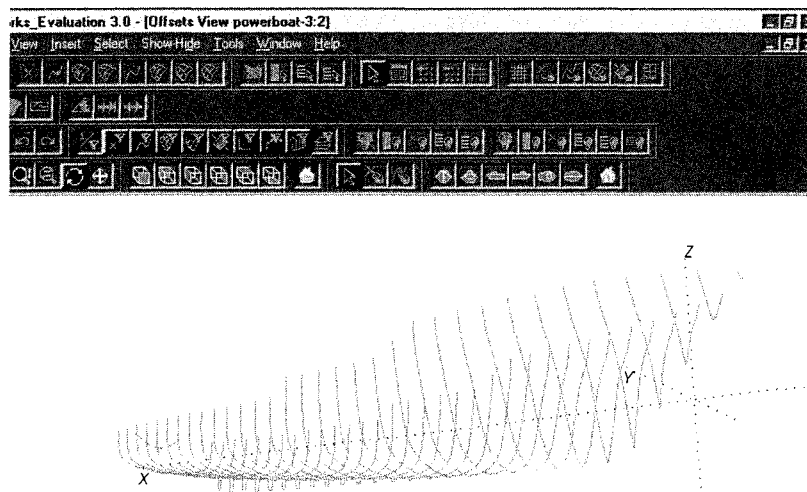 rks_Evaluation 3.0 - [Offsets View powerboat-3:2]
View Insert Select Show-Hide Tools Window Help
Z
Y
X